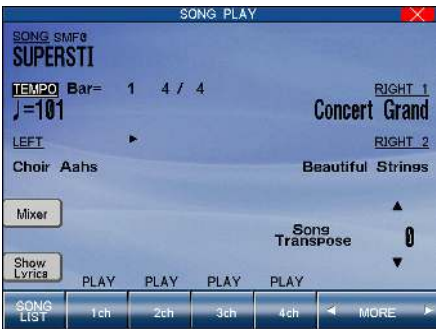 SONG PLAY
SONG SMF0
SUPERSTI
TEMPO Bar= 1 4 / 4
RIGHT 1
♩=101
Concert Grand
LEFT
RIGHT 2
Choir Aahs
Beautiful Strings
Mixer
Song
Transpose
0
Show
Lyrics
PLAY PLAY PLAY PLAY
SONG
LIST
1ch 2ch 3ch 4ch MORE